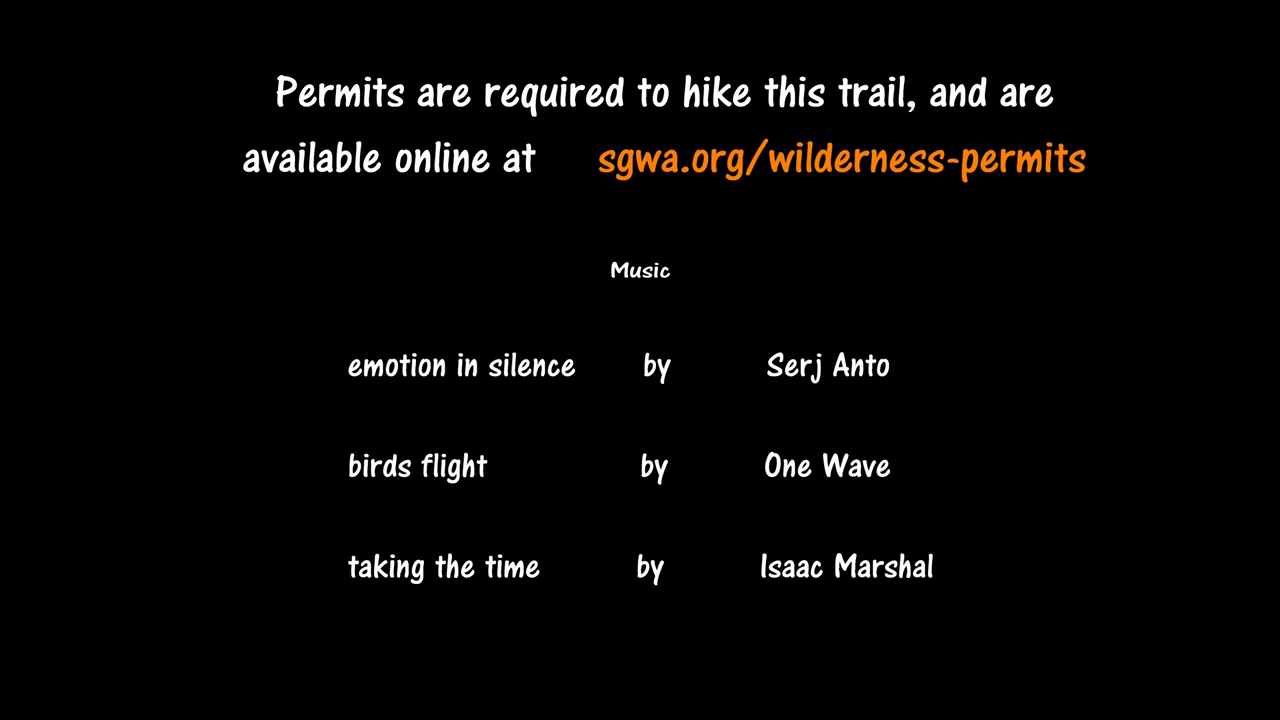 Permits are required to hike this trail, and are
available online at sgwa.org/wilderness-permits
Music
emotion in silence by Serj Anto
birds flight by One Wave
taking the time by Isaac Marshal